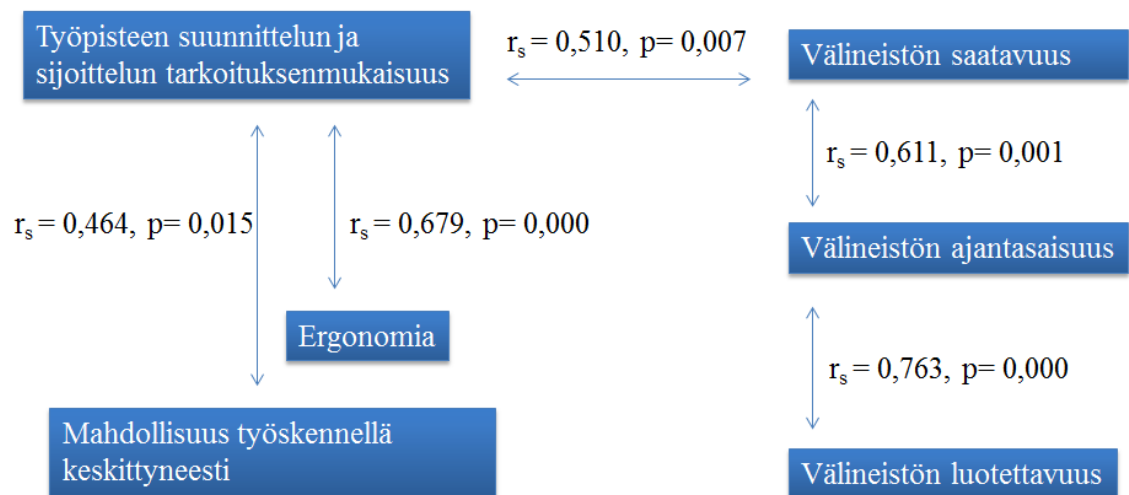 Työpisteen suunnittelun ja
sijoittelun tarkoituksenmukaisuus
rs = 0,510, p= 0,007
Välineistön saatavuus
rs = 0,611, p= 0,001
rs = 0,464, p= 0,015
rs = 0,679, p= 0,000
Välineistön ajantasaisuus
Ergonomia
rs = 0,763, p= 0,000
Mahdollisuus työskennellä
keskittyneesti
Välineistön luotettavuus